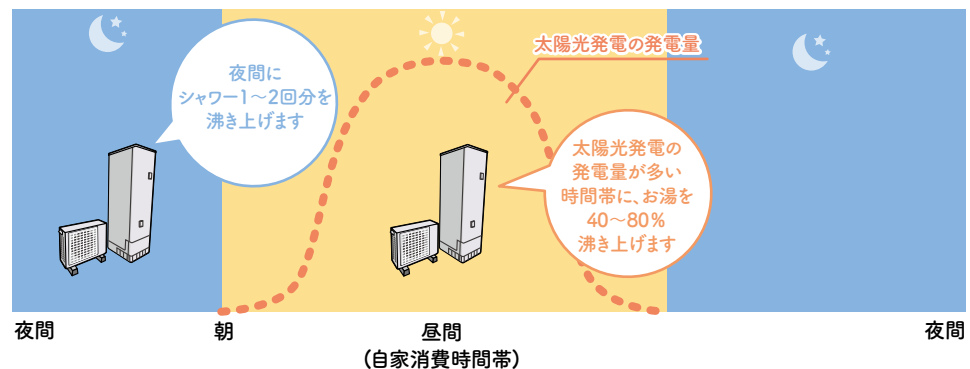 夜間に
シャワー1～2回分を
沸き上げます
太陽光発電の発電量
太陽光発電の
発電量が多い
時間帯に、お湯を
40～80%
沸き上げます
夜間
朝
昼間
(自家消費時間帯)
夜間